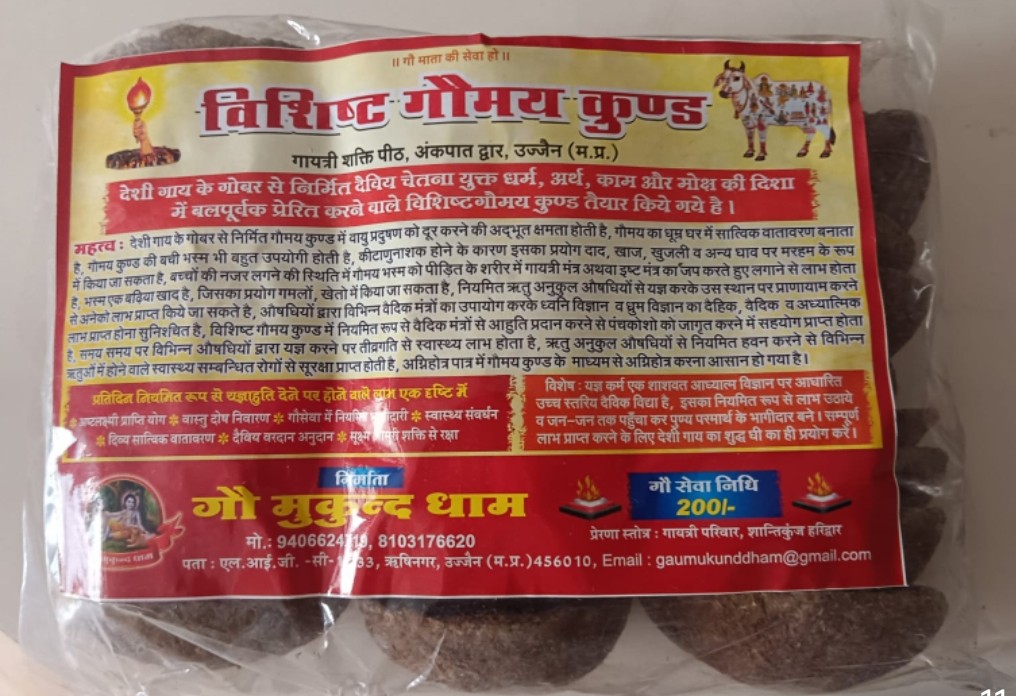 ॥ गौ माता की सेवा हो ॥
विशिष्ट गौमय कुण्ड
गायत्री शक्ति पीठ, अंकपात द्वार, उज्जैन (म.प्र.)
देशी गाय के गोबर से निर्मित दैविय चेतना युक्त धर्म, अर्थ, काम और मोक्ष की दिशा
में बलपूर्वक प्रेरित करने वाले विशिष्ट गौमय कुण्ड तैयार किये गये है ।
महत्व : देशी गाय के गोबर से निर्मित गौमय कुण्ड में वायु प्रदुषण को दूर करने की अद्भूत क्षमता होती है, गौमय का धूम्र घर में सात्विक वातावरण बनाता
है, गौमय कुण्ड की बची भस्म भी बहुत उपयोगी होती है, कीटाणुनाशक होने के कारण इसका प्रयोग दाद, खाज, खुजली व अन्य घाव पर मरहम के रूप
में किया जा सकता है, बच्चों की नजर लगने की स्थिति में गौमय भस्म को पीड़ित के शरीर में गायत्री मंत्र अथवा इष्ट मंत्र का जप करते हुए लगाने से लाभ होता
है, भस्म एक बढ़िया खाद है, जिसका प्रयोग गमलों, खेतो में किया जा सकता है, नियमित ऋतु अनुकुल औषधियों से यज्ञ करके उस स्थान पर प्राणायाम करने
से अनेको लाभ प्राप्त किये जा सकते है, औषधियों द्वारा विभिन्न वैदिक मंत्रों का उपायोग करके ध्वनि विज्ञान व धुम्र विज्ञान का दैहिक, वैदिक व अध्यात्मिक
लाभ प्राप्त होना सुनिश्चित है, विशिष्ट गौमय कुण्ड में नियमित रूप से वैदिक मंत्रों से आहुति प्रदान करने से पंचकोशो को जागृत करने में सहयोग प्राप्त होता
है, समय समय पर विभिन्न औषधियों द्वारा यज्ञ करने पर तीव्रगति से स्वास्थ्य लाभ होता है, ऋतु अनुकूल औषधियों से नियमित हवन करने से विभिन्न
ऋतुओं में होने वाले स्वास्थ्य सम्बन्धित रोगों से सुरक्षा प्राप्त होती है, अग्निहोत्र पात्र में गौमय कुण्ड के माध्यम से अग्निहोत्र करना आसान हो गया है ।
प्रतिदिन नियमित रूप से यज्ञाहुति देने पर होने वाले लाभ एक दृष्टि में
अष्टलक्ष्मी प्राप्ति योग ✽ वास्तु दोष निवारण ✽ गौसेवा में नियमित ✽ स्वास्थ्य संवर्धन
✽ दिव्य सात्विक वातावरण ✽ दैविय वरदान अनुदान ✽ शक्ति से रक्षा
विशेष : यज्ञ कर्म एक शाश्वत आध्यात्म विज्ञान पर आधारित
उच्च स्तरिय दैविक विद्या है, इसका नियमित रूप से लाभ उठाये
व जन-जन तक पहुँचा कर पुण्य परमार्थ के भागीदार बने । सम्पूर्ण
लाभ प्राप्त करने के लिए देशी गाय का शुद्ध घी का ही प्रयोग करें ।
निर्माता
गौ मुकुन्द धाम
मो.: 8103176620
पता : एल.आई.जी. -सी- ऋषिनगर, उज्जैन (म.प्र.)456010, Email : gaumukunddham@gmail.com
गौ सेवा निधि
200/-
प्रेरणा स्त्रोत : गायत्री परिवार, शान्तिकुंज हरिद्वार